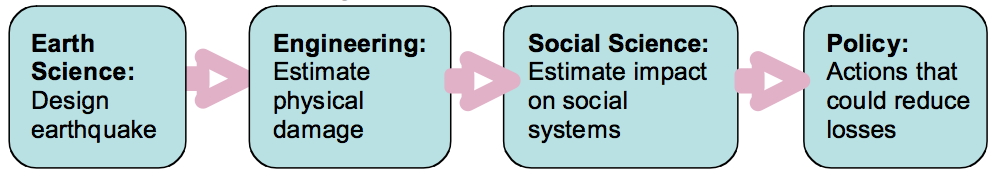 Earth
Science:
Design
earthquake
Engineering:
Estimate
physical
damage
Social Science:
Estimate impact
on social
systems
Policy:
Actions that
could reduce
losses